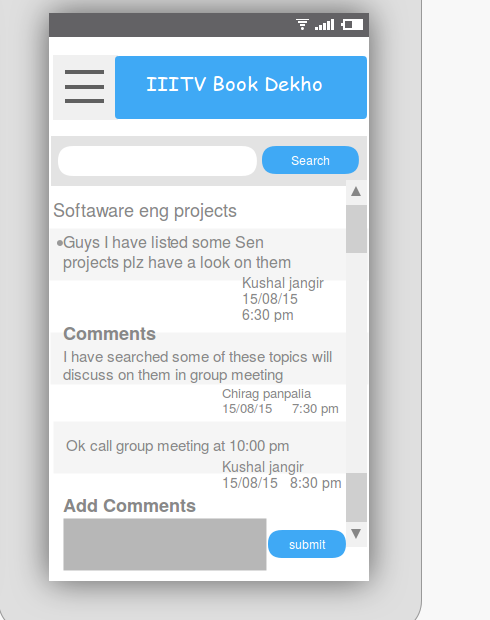 IIITV Book Dekho
Search
Softaware eng projects
•Guys I have listed some Sen
projects plz have a look on them
Kushal jangir
15/08/15
6:30 pm
Comments
I have searched some of these topics will
discuss on them in group meeting
Chirag panpalia
15/08/15 7:30 pm
Ok call group meeting at 10:00 pm
Kushal jangir
15/08/15 8:30 pm
Add Comments
submit